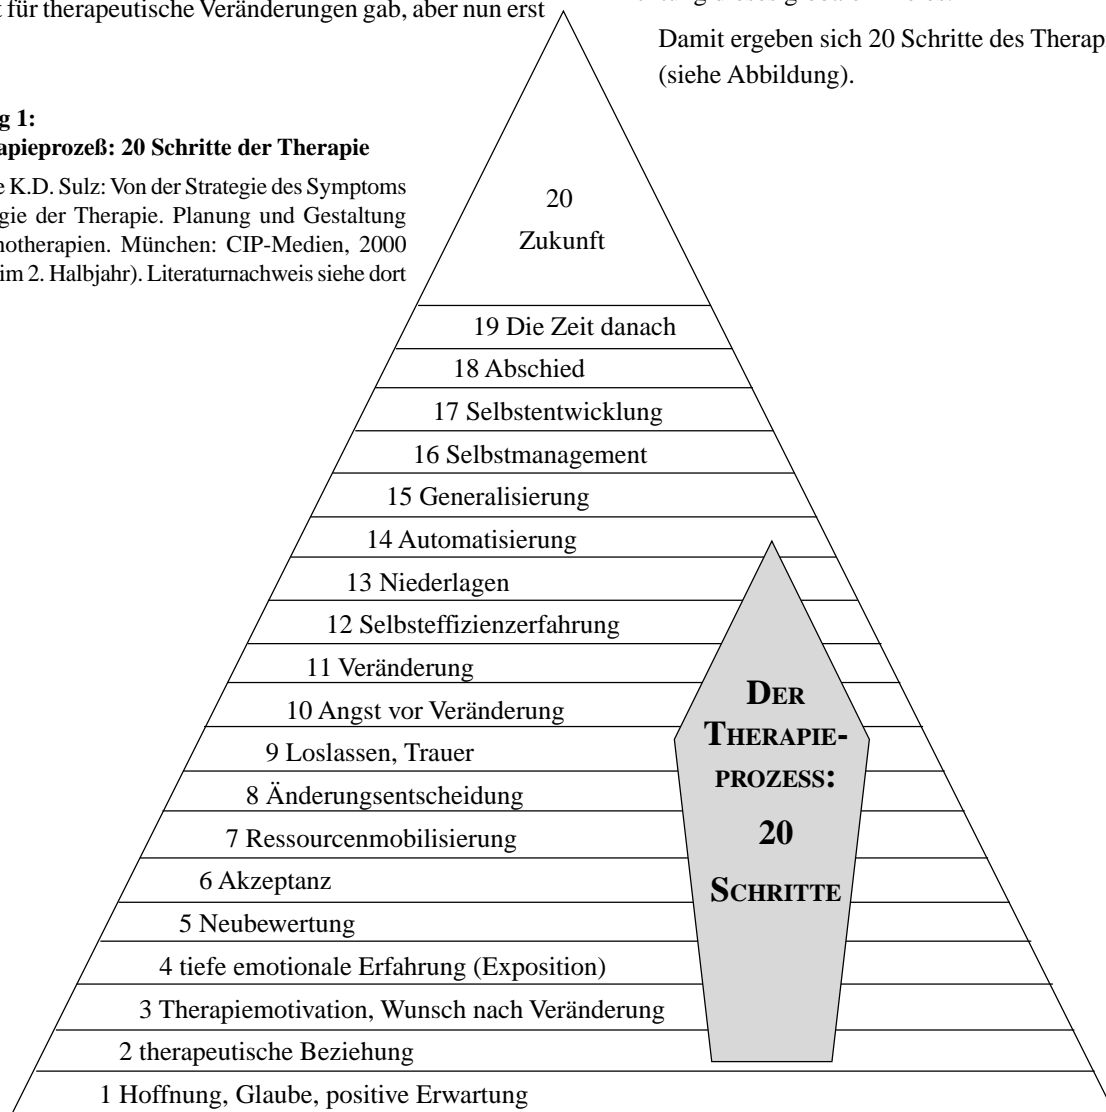 für therapeutische Veränderungen gab, aber nun erst
Damit ergeben sich 20 Schritte des Therap
(siehe Abbildung).
g 1:
apieprozeß: 20 Schritte der Therapie
e K.D. Sulz: Von der Strategie des Symptoms
gie der Therapie. Planung und Gestaltung
notherapien. München: CIP-Medien, 2000
im 2. Halbjahr). Literaturnachweis siehe dort
20
Zukunft
19 Die Zeit danach
18 Abschied
17 Selbstentwicklung
16 Selbstmanagement
15 Generalisierung
14 Automatisierung
13 Niederlagen
12 Selbsteffizienzerfahrung
11 Veränderung
10 Angst vor Veränderung
9 Loslassen, Trauer
8 Änderungsentscheidung
7 Ressourcenmobilisierung
6 Akzeptanz
5 Neubewertung
4 tiefe emotionale Erfahrung (Exposition)
3 Therapiemotivation, Wunsch nach Veränderung
2 therapeutische Beziehung
1 Hoffnung, Glaube, positive Erwartung
DER
THERAPIE-
PROZESS:
20
SCHRITTE